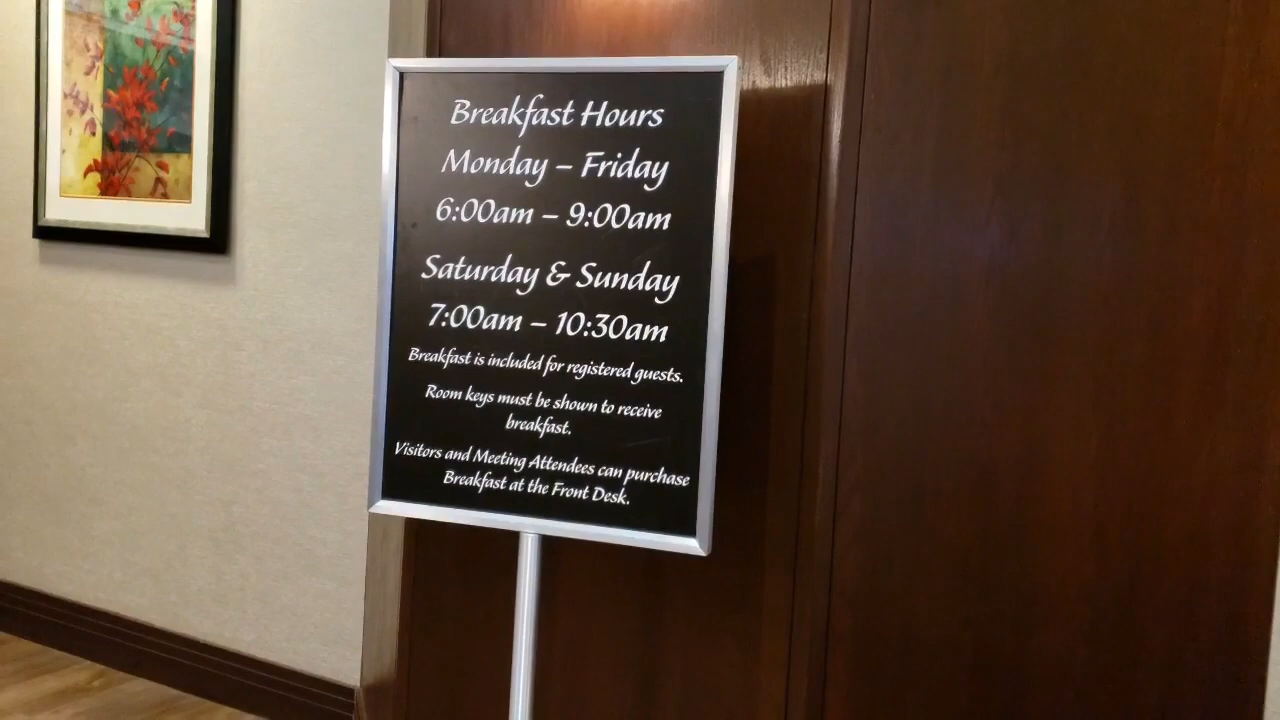 Breakfast Hours
Monday – Friday
6:00am – 9:00am
Saturday & Sunday
7:00am – 10:30am
Breakfast is included for registered guests.
Room keys must be shown to receive
breakfast.
Visitors and Meeting Attendees can purchase
Breakfast at the Front Desk.